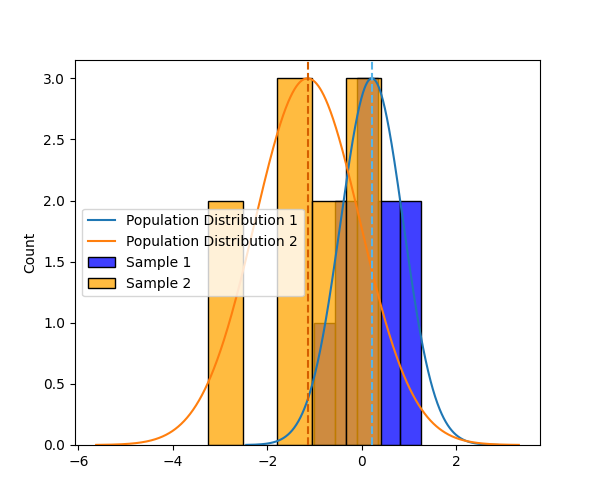 3.0
2.5
2.0
1.5
1.0
0.5
0.0
Count
Population Distribution 1
Population Distribution 2
Sample 1
Sample 2
−6
−4
−2
0
2